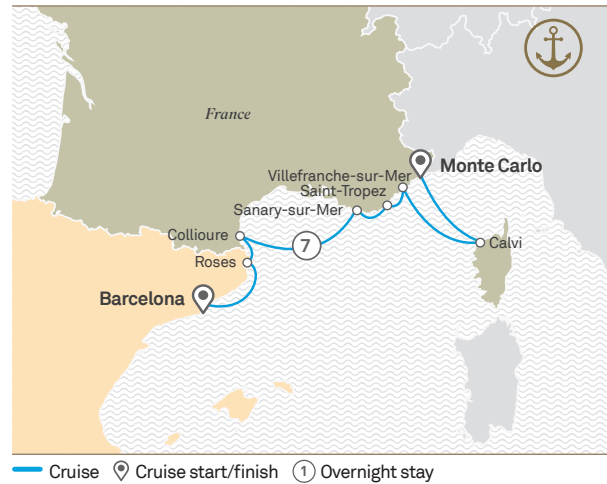 France
Villefranche-sur-Mer
Monte Carlo
Saint-Tropez
Sanary-sur-Mer
Collioure
7
Calvi
Roses
Barcelona
Cruise Cruise start/finish 1 Overnight stay